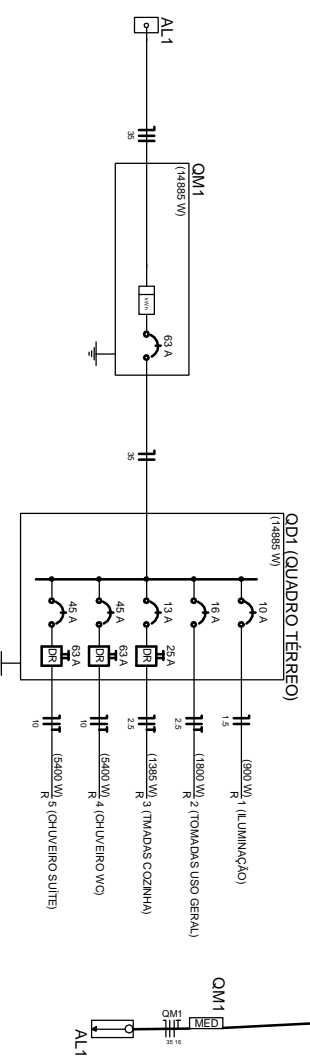 AL1
35
QM1
(14885 W)
kWh
63 A
35
QD1 (QUADRO TÉRREO)
(14885 W)
10 A
1.5
(900 W)
R
1 (ILUMINAÇÃO)
16 A
2.5
(1800 W)
R
2 (TOMADAS USO GERAL)
13 A
25 A
DR
2.5
(1385 W)
R
3 (TMADAS COZINHA)
45 A
63 A
DR
10
(5400 W)
R
4 (CHUVEIRO WC)
45 A
63 A
DR
10
(5400 W)
R
5 (CHUVEIRO SUÍTE)
QM1
MED
QM1
35 16
AL1